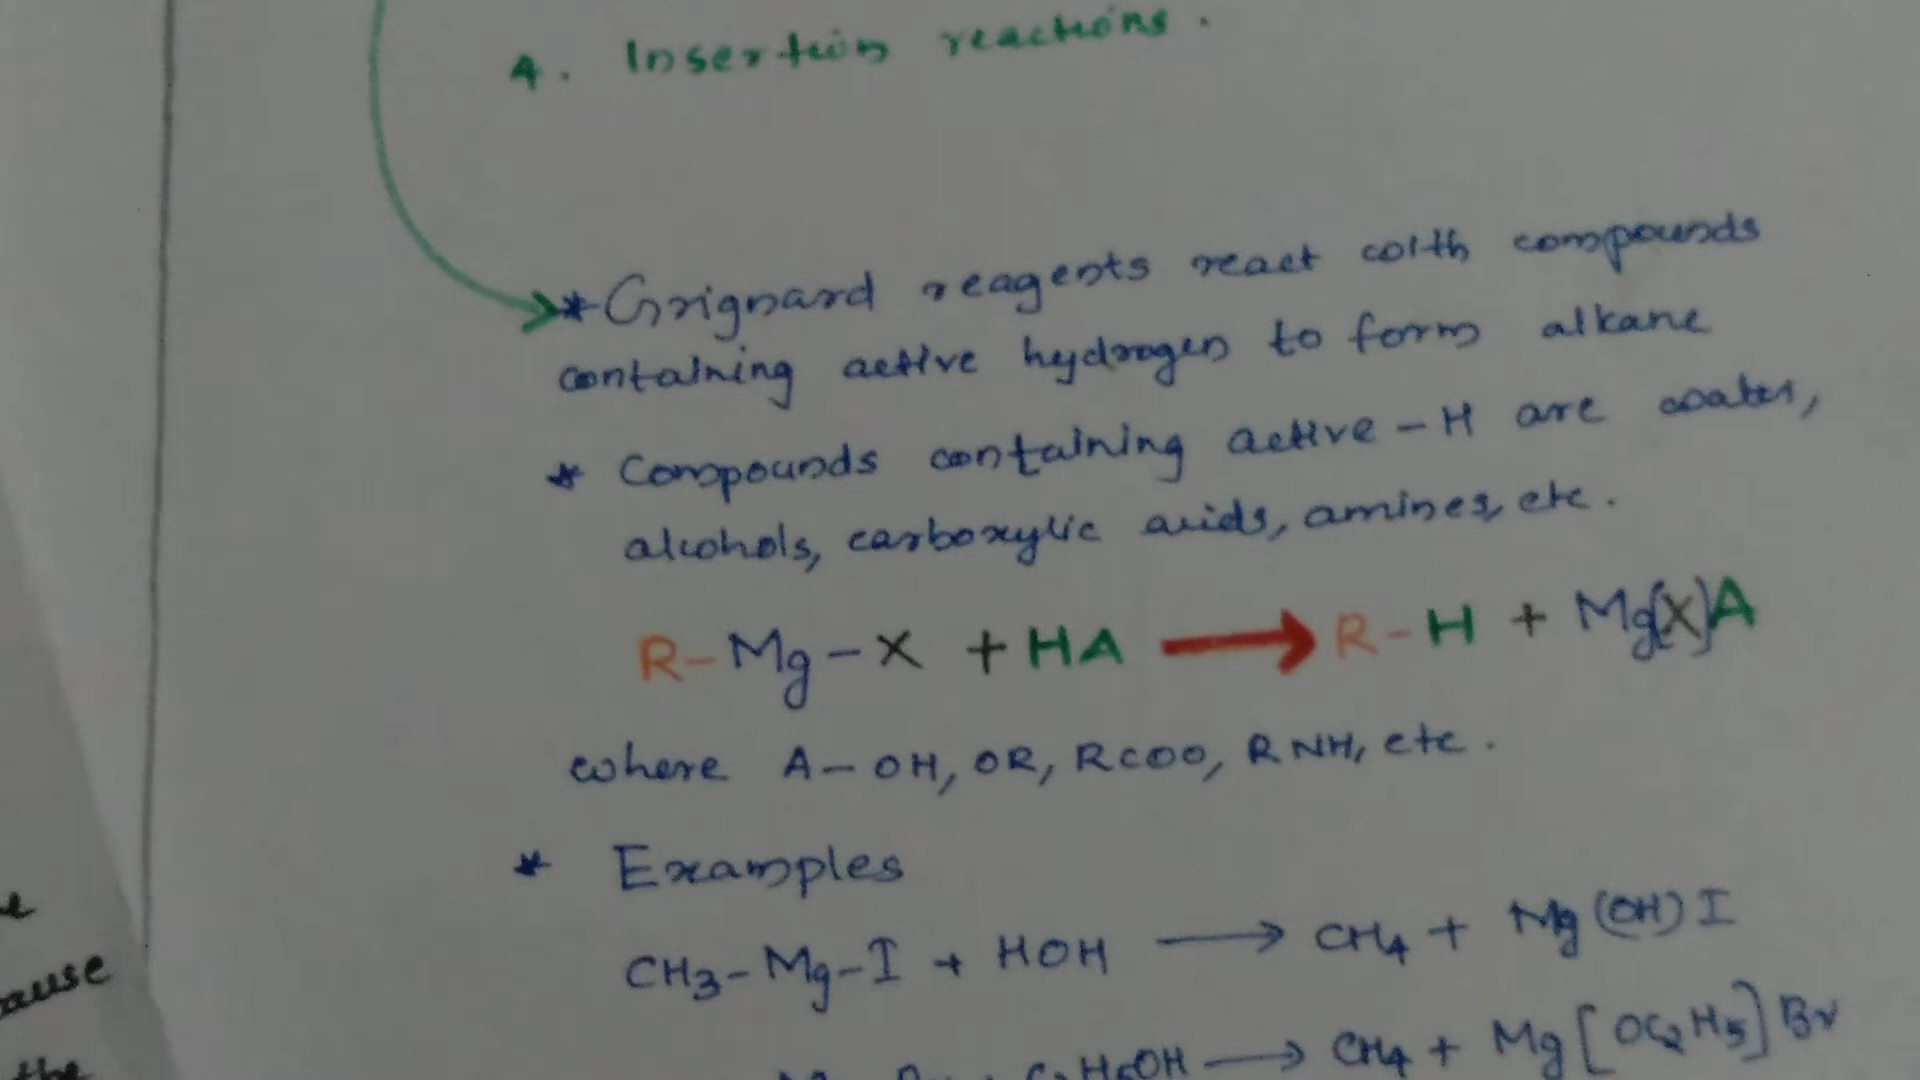 4. Insertion reactions.
* Grignard reagents react with compounds
containing active hydrogen to form alkane
* Compounds containing active - H are water,
alcohols, carboxylic acids, amines, etc.
R-Mg-X + HA → R-H + Mg(X)A
where A - OH, OR, RCOO, RNH, etc.
* Examples
CH3-Mg-I + HOH → CH4 + Mg(OH)I
C2H5OH → CH4 + Mg[OC2H5]Br
ause
the